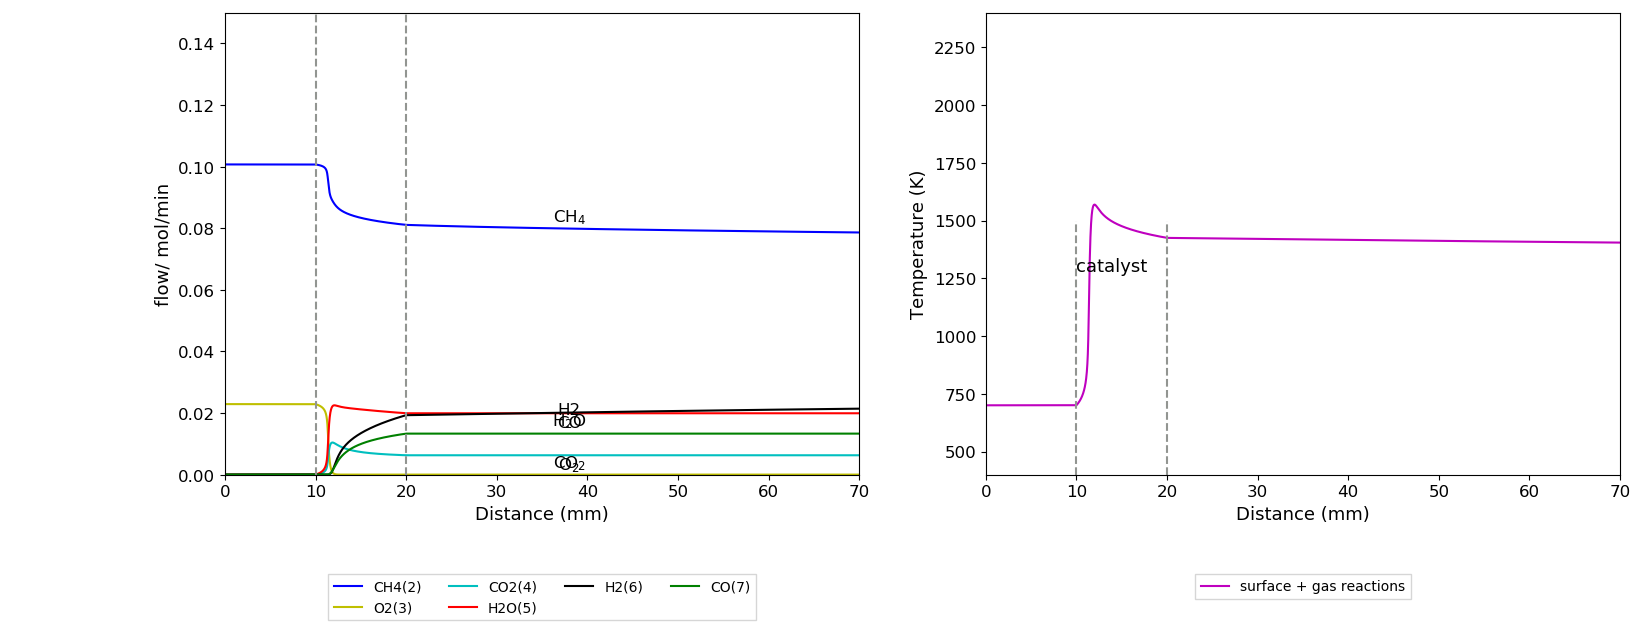 0.14
0.12
0.10
0.08
0.06
0.04
0.02
0.00
flow/ mol/min
CH₄
H2
H₂O
CO
CO₂
O₂
0 10 20 30 40 50 60 70
Distance (mm)
CH4(2) CO2(4) H2(6) CO(7)
O2(3) H2O(5)
2250
2000
1750
1500
1250
1000
750
500
Temperature (K)
catalyst
0 10 20 30 40 50 60 70
Distance (mm)
surface + gas reactions